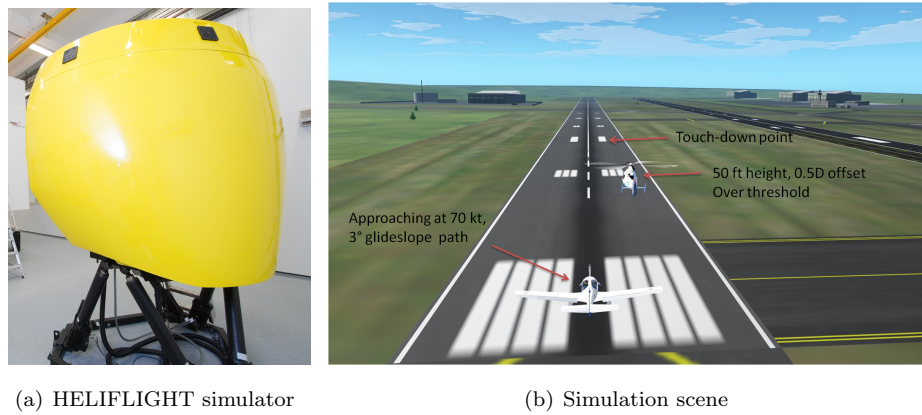 Touch-down point
50 ft height, 0.5D offset
Over threshold
Approaching at 70 kt,
3° glideslope path
(a) HELIFLIGHT simulator
(b) Simulation scene